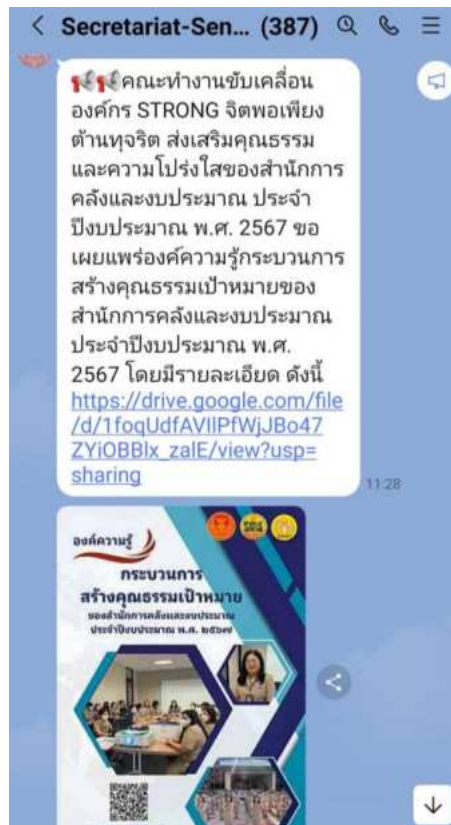 Secretariat-Sen... (387)
คณะทำงานขับเคลื่อน
องค์กร STRONG จิตพอเพียง
ต้านทุจริต ส่งเสริมคุณธรรม
และความโปร่งใสของสำนักการ
คลังและงบประมาณ ประจำ
ปีงบประมาณ พ.ศ. 2567 ขอ
เผยแพร่องค์ความรู้กระบวนการ
สร้างคุณธรรมเป้าหมายของ
สำนักการคลังและงบประมาณ
ประจำปีงบประมาณ พ.ศ.
2567 โดยมีรายละเอียด ดังนี้
https://drive.google.com/file
/d/1foqUdfAVIlPfWjJBo47
ZYiOBBlx_zalE/view?usp=
sharing
11:28
องค์ความรู้
กระบวนการ
สร้างคุณธรรมเป้าหมาย
ของสำนักการคลังและงบประมาณ
ประจำปีงบประมาณ พ.ศ. ๒๕๖๗